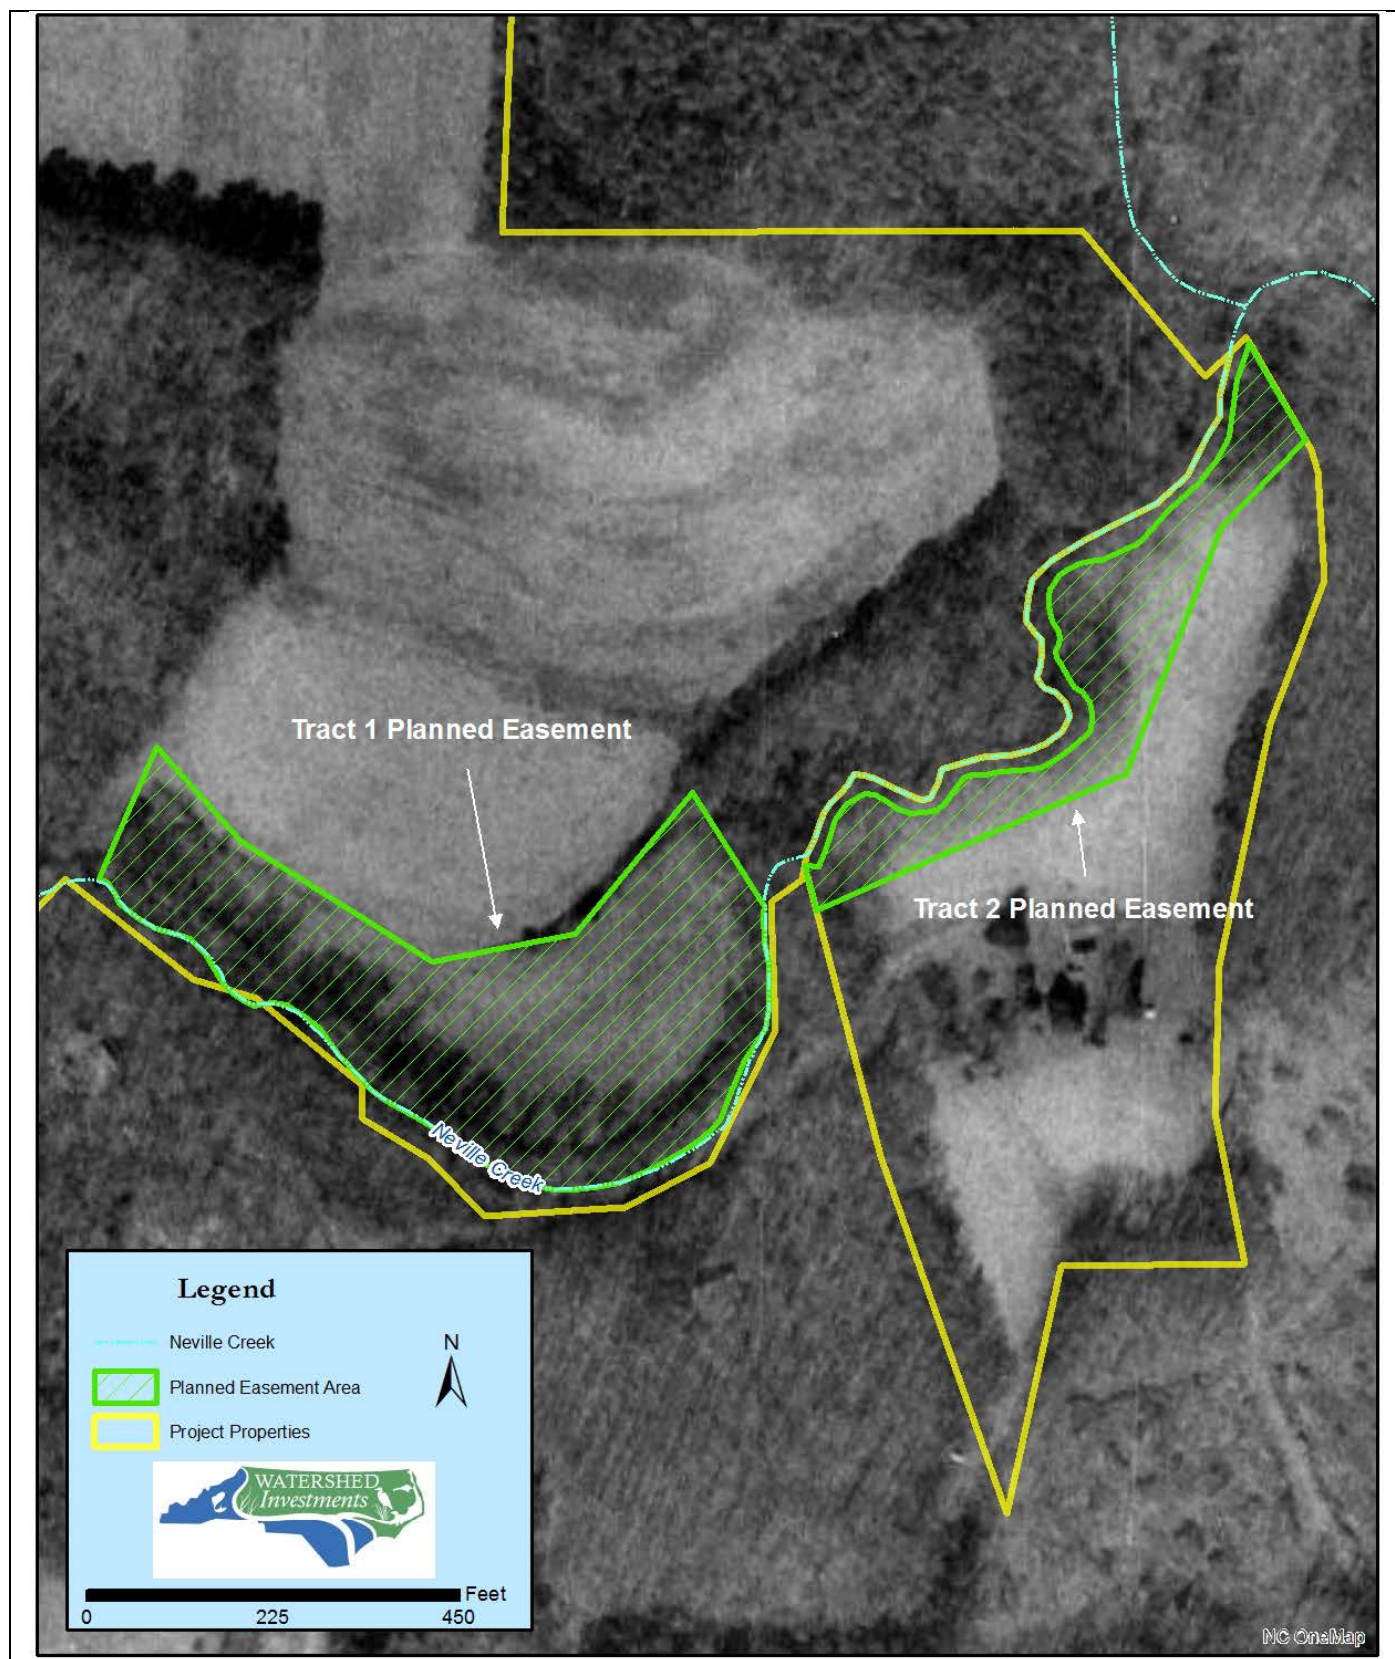 Tract 1 Planned Easement
Tract 2 Planned Easement
Neville Creek
Legend
Neville Creek
N
Planned Easement Area
Project Properties
WATERSHED
Investments
Feet
0 225 450
NC OneMap